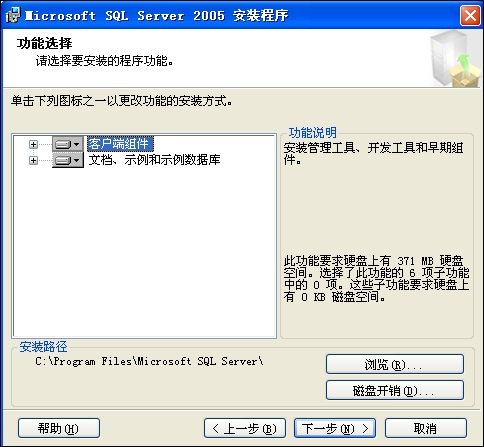 Microsoft SQL Server 2005 安装程序
功能选择
请选择要安装的程序功能。
单击下列图标之一以更改功能的安装方式。
客户端组件
文档、示例和示例数据库
功能说明
安装管理工具、开发工具和早期组
件。
此功能要求硬盘上有 371 MB 硬盘
空间。选择了此功能的 6 项子功能
中的 0 项。这些子功能要求硬盘上
有 0 KB 磁盘空间。
安装路径
C:\Program Files\Microsoft SQL Server\
浏览(R)...
磁盘开销(D)...
帮助(H)
< 上一步(B)
下一步(N) >
取消